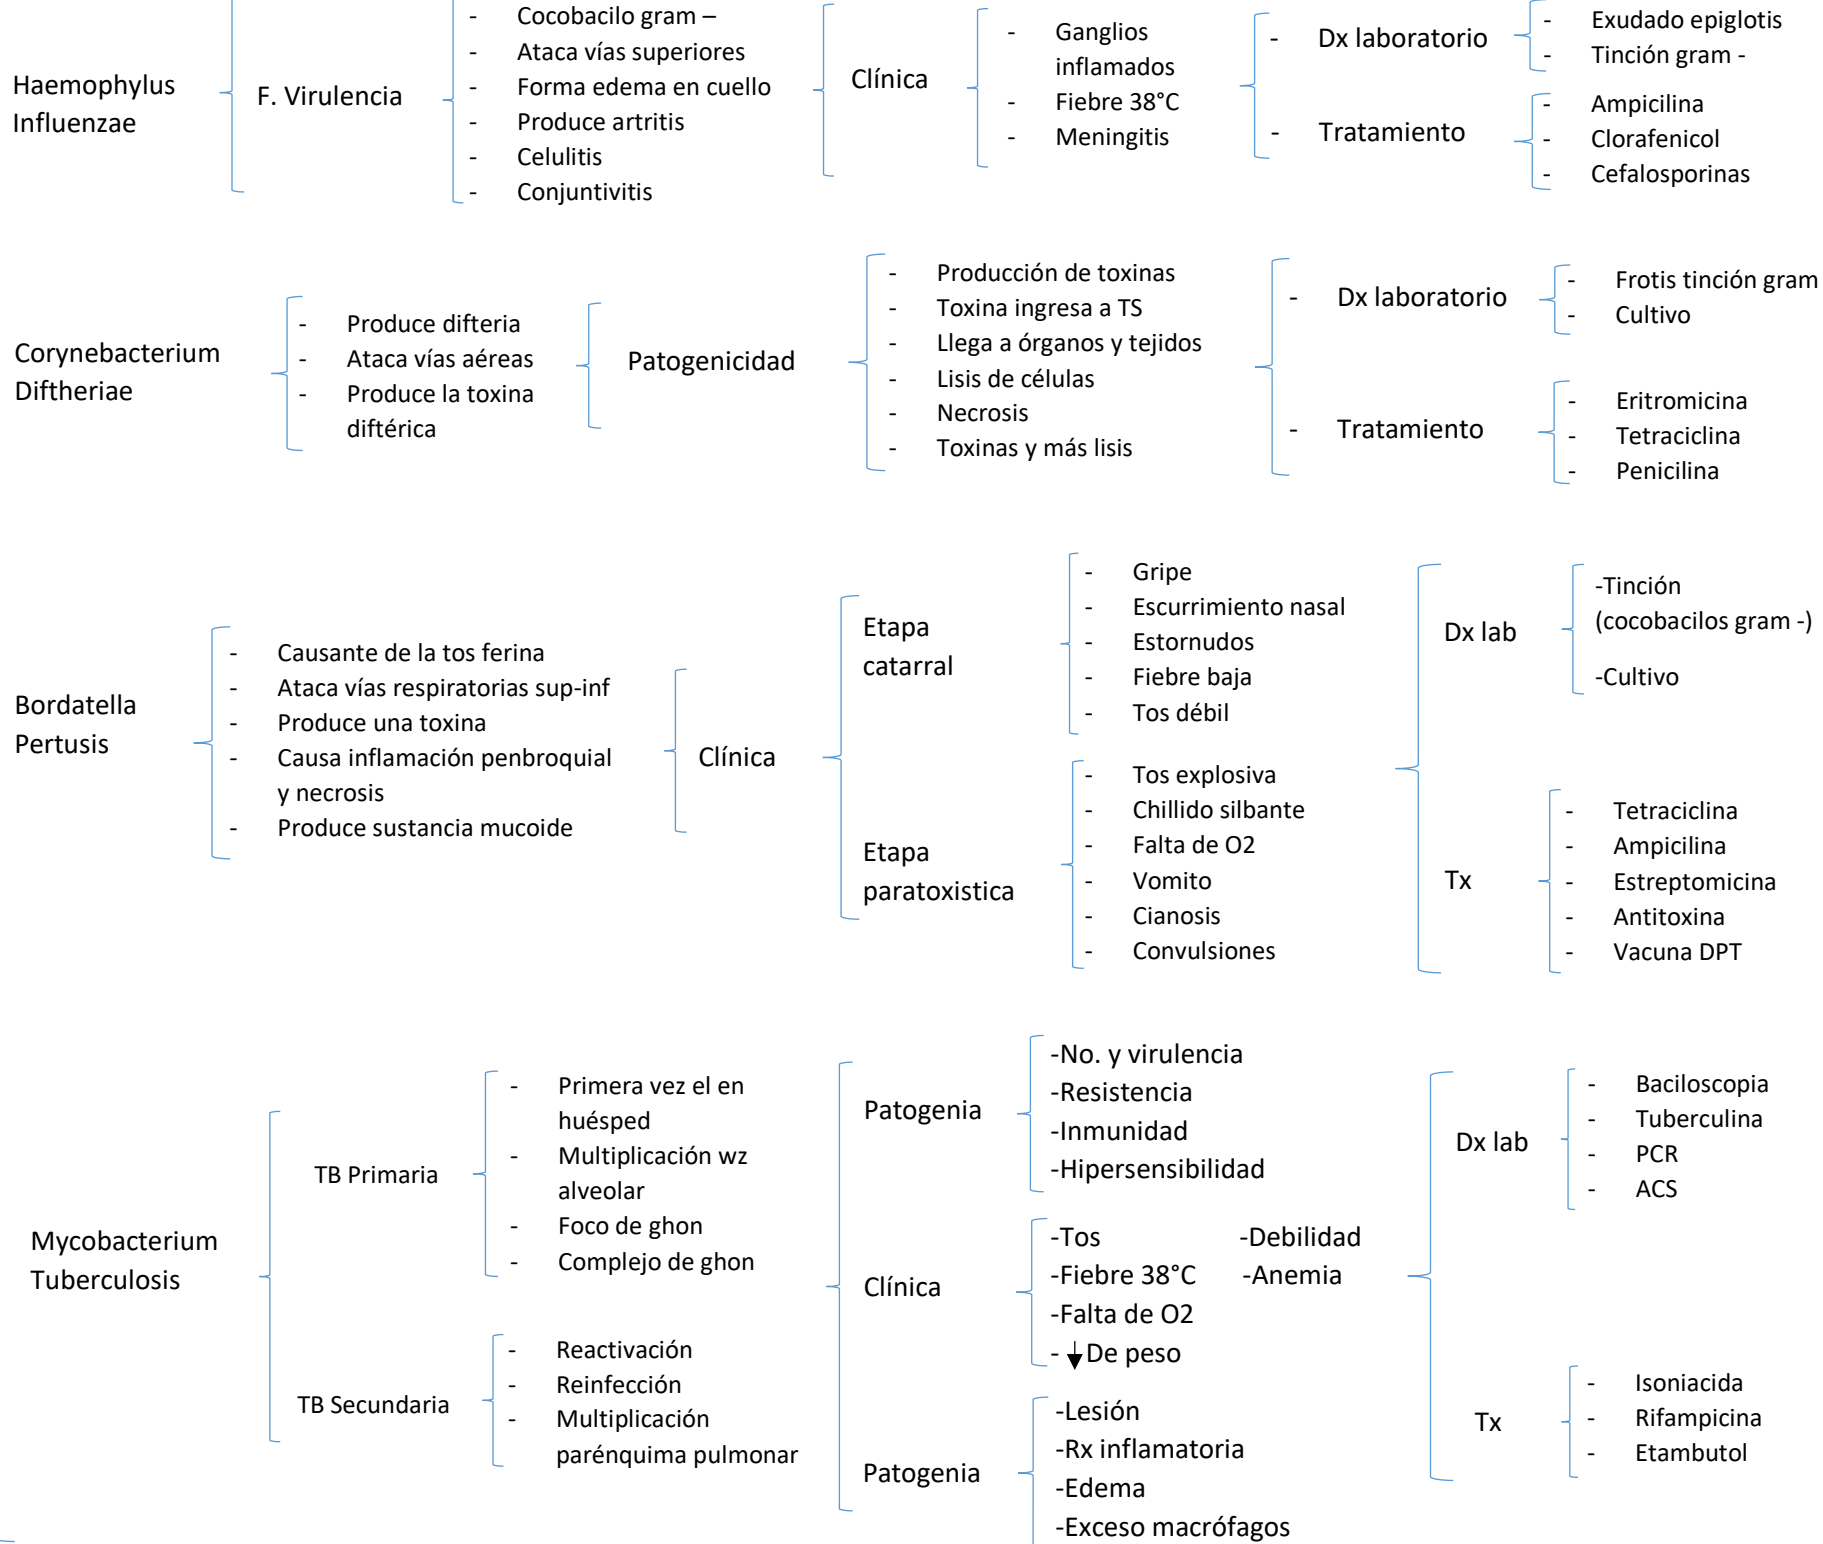 Haemophylus
Influenzae
F. Virulencia
- Cocobacilo gram –
- Ataca vías superiores
- Forma edema en cuello
- Produce artritis
- Celulitis
- Conjuntivitis
Clínica
- Ganglios
inflamados
- Fiebre 38°C
- Meningitis
- Dx laboratorio
- Exudado epiglotis
- Tinción gram -
- Tratamiento
- Ampicilina
- Clorafenicol
- Cefalosporinas
Corynebacterium
Diftheriae
- Produce difteria
- Ataca vías aéreas
- Produce la toxina
diftérica
Patogenicidad
- Producción de toxinas
- Toxina ingresa a TS
- Llega a órganos y tejidos
- Lisis de células
- Necrosis
- Toxinas y más lisis
- Dx laboratorio
- Frotis tinción gram
- Cultivo
- Tratamiento
- Eritromicina
- Tetraciclina
- Penicilina
Bordatella
Pertusis
- Causante de la tos ferina
- Ataca vías respiratorias sup-inf
- Produce una toxina
- Causa inflamación penbroquial
y necrosis
- Produce sustancia mucoide
Clínica
Etapa
catarral
- Gripe
- Escurrimiento nasal
- Estornudos
- Fiebre baja
- Tos débil
Etapa
paratoxistica
- Tos explosiva
- Chillido silbante
- Falta de O2
- Vomito
- Cianosis
- Convulsiones
Dx lab
-Tinción
(cocobacilos gram -)
-Cultivo
Tx
- Tetraciclina
- Ampicilina
- Estreptomicina
- Antitoxina
- Vacuna DPT
Mycobacterium
Tuberculosis
TB Primaria
- Primera vez el en
huésped
- Multiplicación wz
alveolar
- Foco de ghon
- Complejo de ghon
TB Secundaria
- Reactivación
- Reinfección
- Multiplicación
parénquima pulmonar
Patogenia
-No. y virulencia
-Resistencia
-Inmunidad
-Hipersensibilidad
Clínica
-Tos -Debilidad
-Fiebre 38°C -Anemia
-Falta de O2
- ↓ De peso
Patogenia
-Lesión
-Rx inflamatoria
-Edema
-Exceso macrófagos
Dx lab
- Baciloscopia
- Tuberculina
- PCR
- ACS
Tx
- Isoniacida
- Rifampicina
- Etambutol